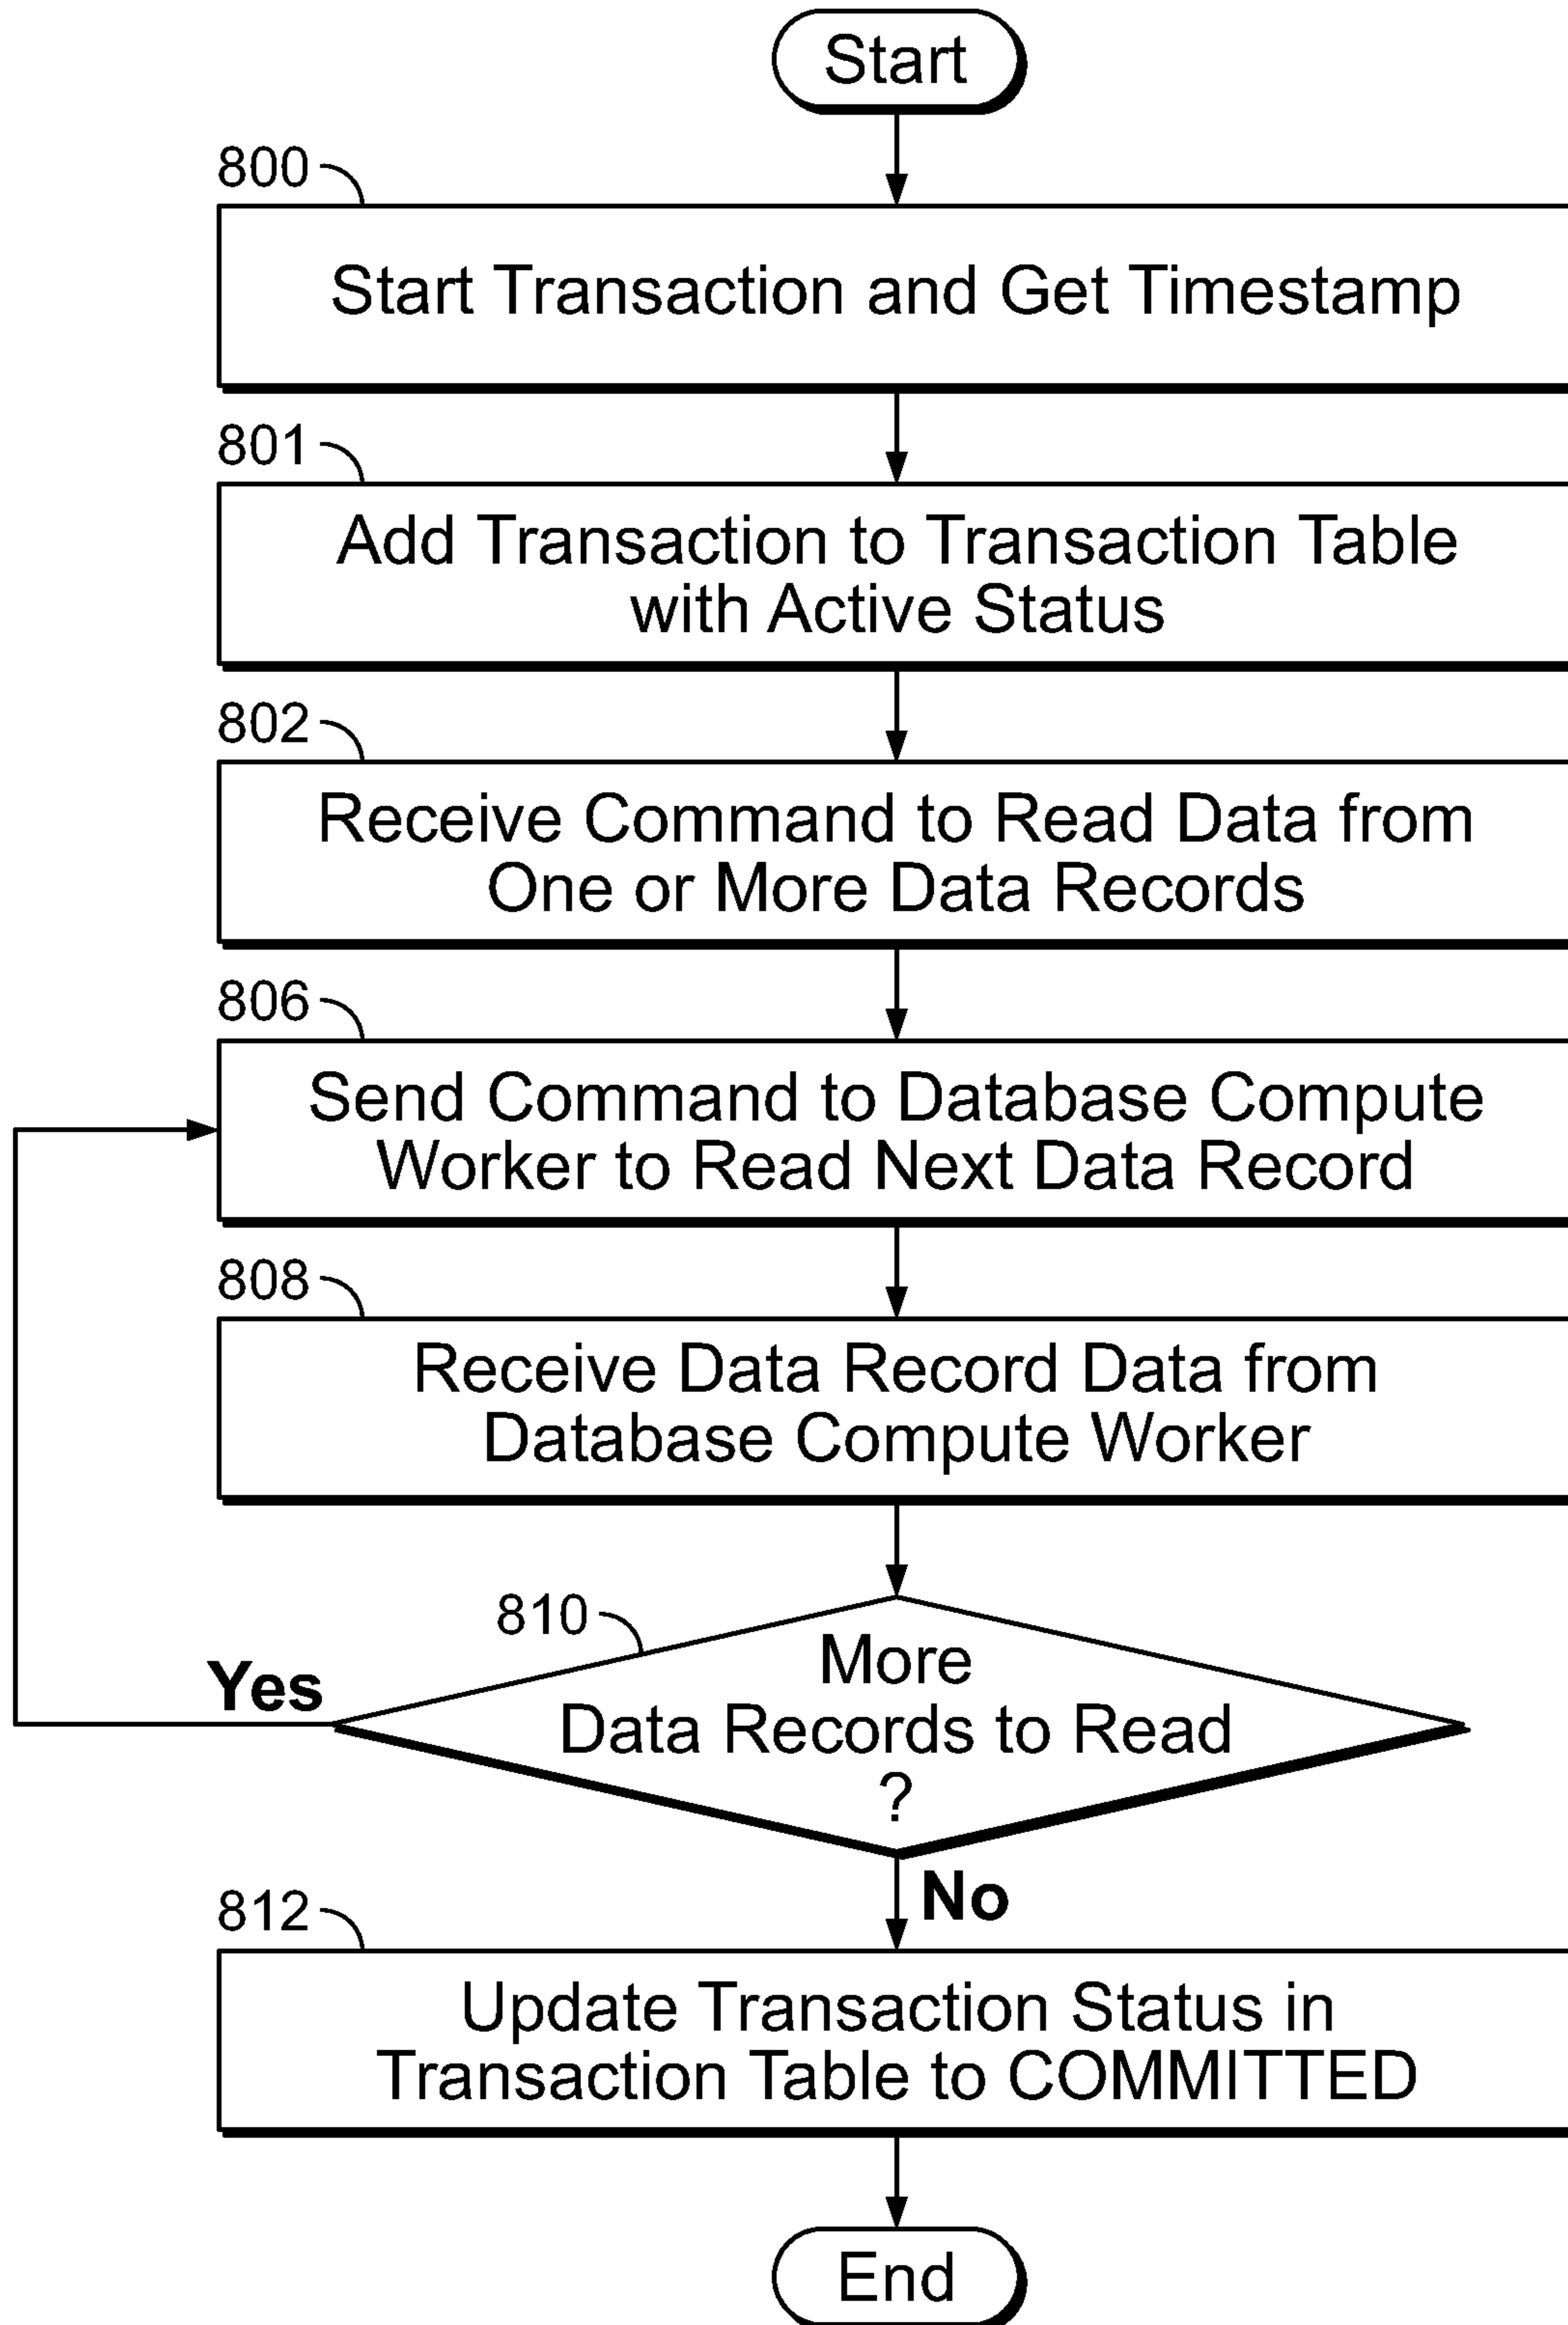 Start
800
Start Transaction and Get Timestamp
801
Add Transaction to Transaction Table
with Active Status
802
Receive Command to Read Data from
One or More Data Records
806
Send Command to Database Compute
Worker to Read Next Data Record
808
Receive Data Record Data from
Database Compute Worker
810
More
Data Records to Read
?
Yes
No
812
Update Transaction Status in
Transaction Table to COMMITTED
End